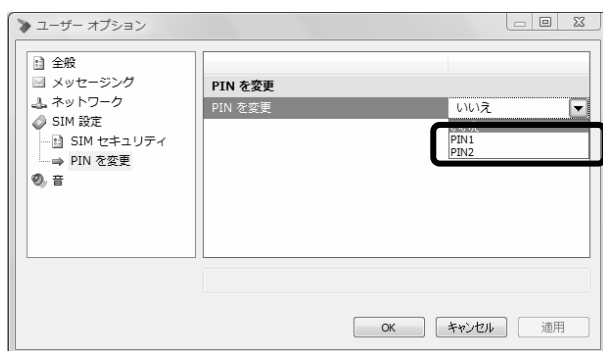 ユーザー オプション
全般
メッセージング
ネットワーク
SIM 設定
SIM セキュリティ
PIN を変更
音
PIN を変更
PIN を変更 いいえ
いいえ
PIN1
PIN2
OK キャンセル 適用